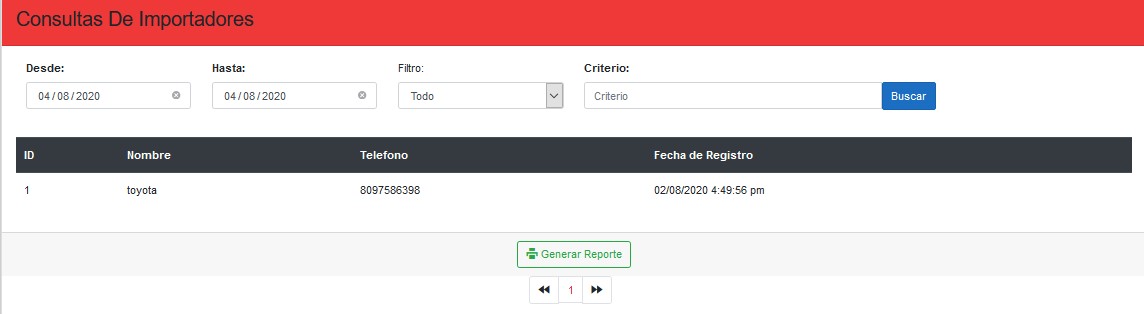 Consultas De Importadores
Desde: Hasta: Filtro: Criterio:
04 / 08 / 2020 04 / 08 / 2020 Todo Criterio Buscar
ID Nombre Telefono Fecha de Registro
1 toyota 8097586398 02/08/2020 4:49:56 pm
Generar Reporte
1